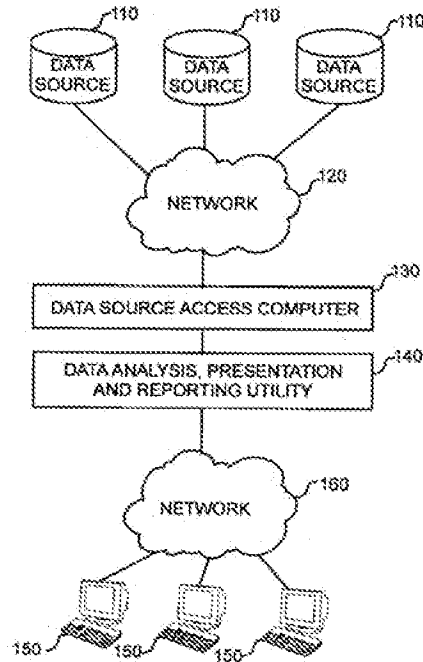 110 110 110
DATA SOURCE DATA SOURCE DATA SOURCE
120
NETWORK
130
DATA SOURCE ACCESS COMPUTER
140
DATA ANALYSIS, PRESENTATION
AND REPORTING UTILITY
160
NETWORK
150 150 150